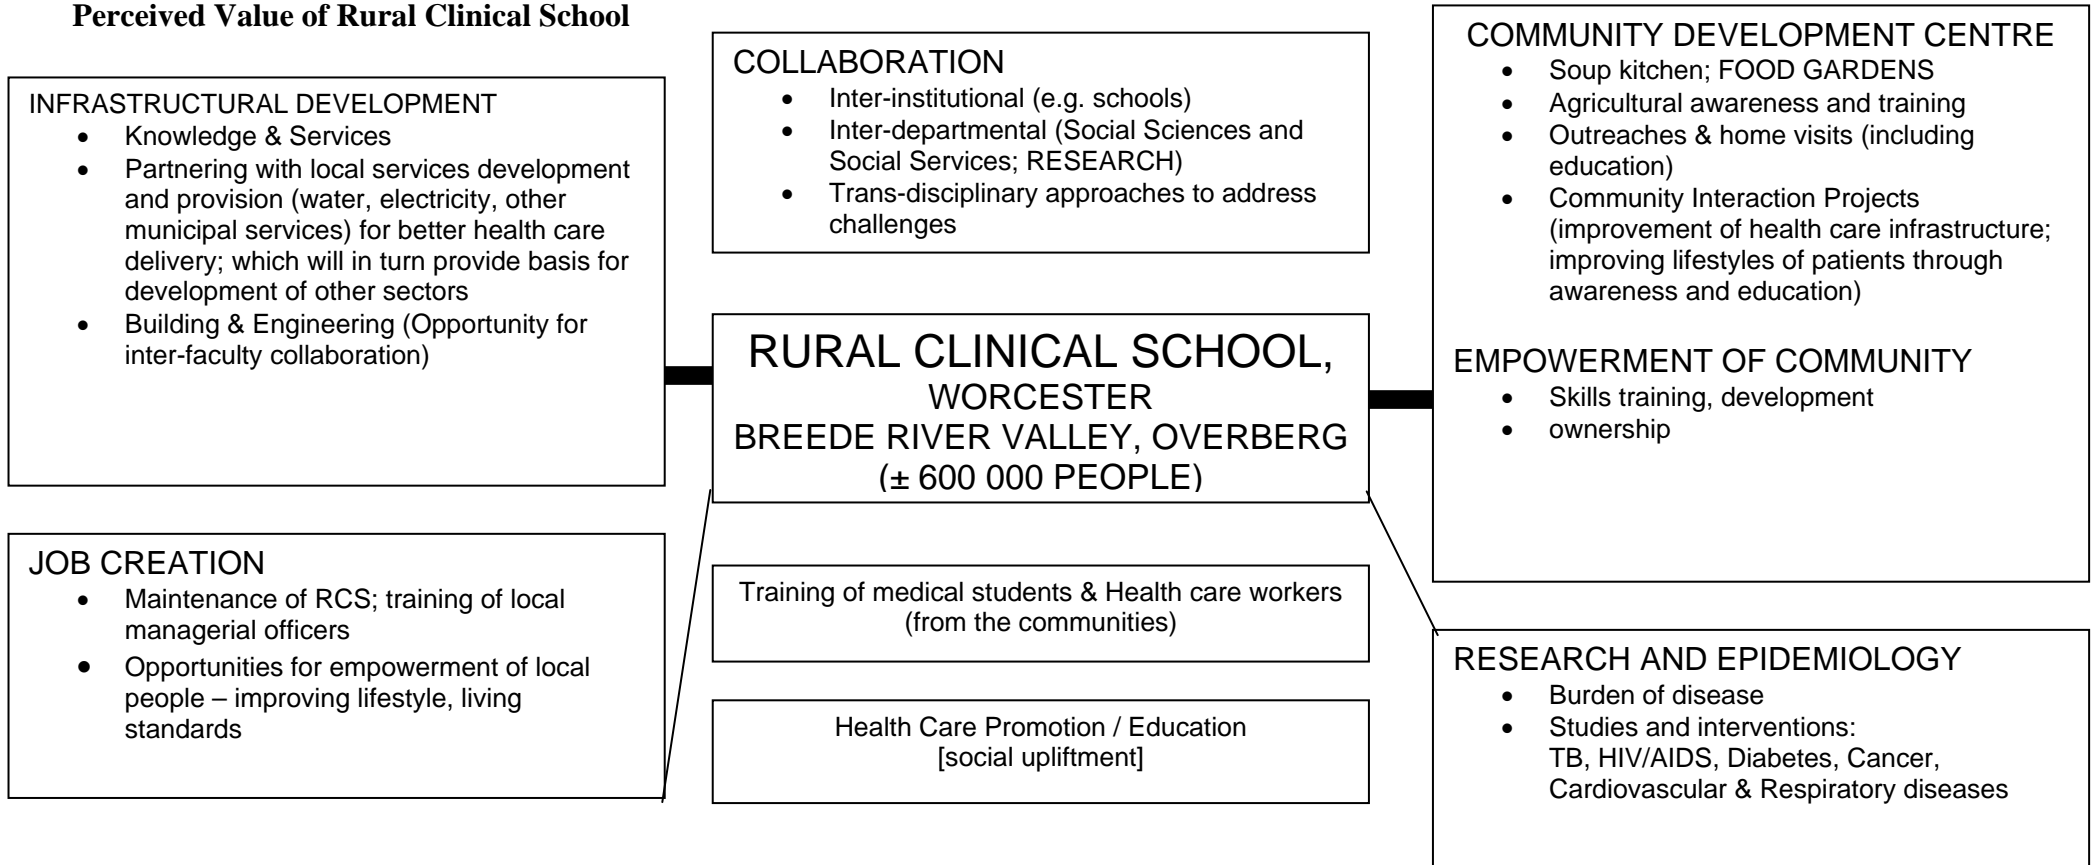 Perceived Value of Rural Clinical School
INFRASTRUCTURAL DEVELOPMENT
• Knowledge & Services
• Partnering with local services development
and provision (water, electricity, other
municipal services) for better health care
delivery; which will in turn provide basis for
development of other sectors
• Building & Engineering (Opportunity for
inter-faculty collaboration)
JOB CREATION
• Maintenance of RCS; training of local
managerial officers
• Opportunities for empowerment of local
people – improving lifestyle, living
standards
COLLABORATION
• Inter-institutional (e.g. schools)
• Inter-departmental (Social Sciences and
Social Services; RESEARCH)
• Trans-disciplinary approaches to address
challenges
RURAL CLINICAL SCHOOL,
WORCESTER
BREEDE RIVER VALLEY, OVERBERG
(± 600 000 PEOPLE)
Training of medical students & Health care workers
(from the communities)
Health Care Promotion / Education
[social upliftment]
COMMUNITY DEVELOPMENT CENTRE
• Soup kitchen; FOOD GARDENS
• Agricultural awareness and training
• Outreaches & home visits (including
education)
• Community Interaction Projects
(improvement of health care infrastructure;
improving lifestyles of patients through
awareness and education)
EMPOWERMENT OF COMMUNITY
• Skills training, development
• ownership
RESEARCH AND EPIDEMIOLOGY
• Burden of disease
• Studies and interventions:
TB, HIV/AIDS, Diabetes, Cancer,
Cardiovascular & Respiratory diseases